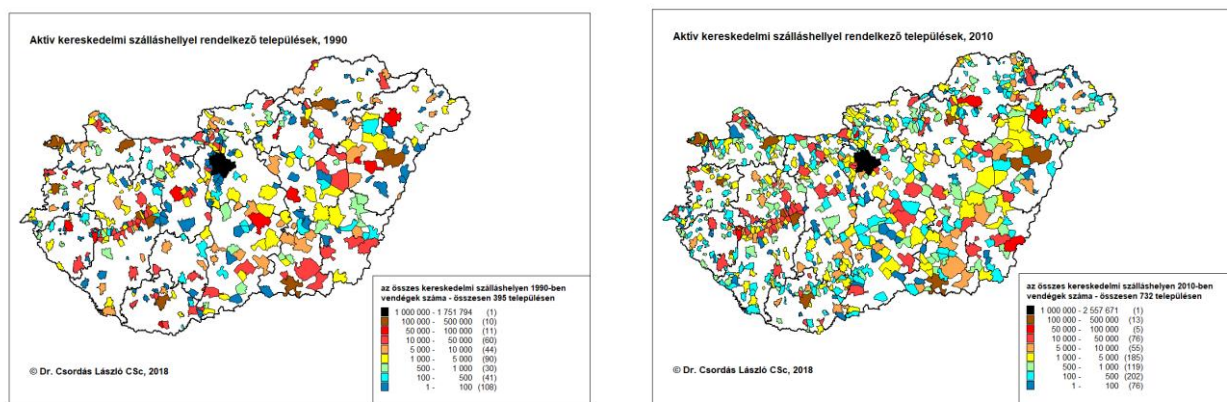 Aktív kereskedelmi szálláshellyel rendelkező települések, 1990
az összes kereskedelmi szálláshelyen 1990-ben
vendégek száma - összesen 395 településen
1 000 000 - 1 751 794 (1)
100 000 - 500 000 (10)
50 000 - 100 000 (11)
10 000 - 50 000 (60)
5 000 - 10 000 (44)
1 000 - 5 000 (90)
500 - 1 000 (30)
100 - 500 (41)
1 - 100 (108)
© Dr. Csordás László CSc, 2018
Aktív kereskedelmi szálláshellyel rendelkező települések, 2010
az összes kereskedelmi szálláshelyen 2010-ben
vendégek száma - összesen 732 településen
1 000 000 - 2 557 671 (1)
100 000 - 500 000 (13)
50 000 - 100 000 (5)
10 000 - 50 000 (76)
5 000 - 10 000 (55)
1 000 - 5 000 (185)
500 - 1 000 (119)
100 - 500 (202)
1 - 100 (76)
© Dr. Csordás László CSc, 2018